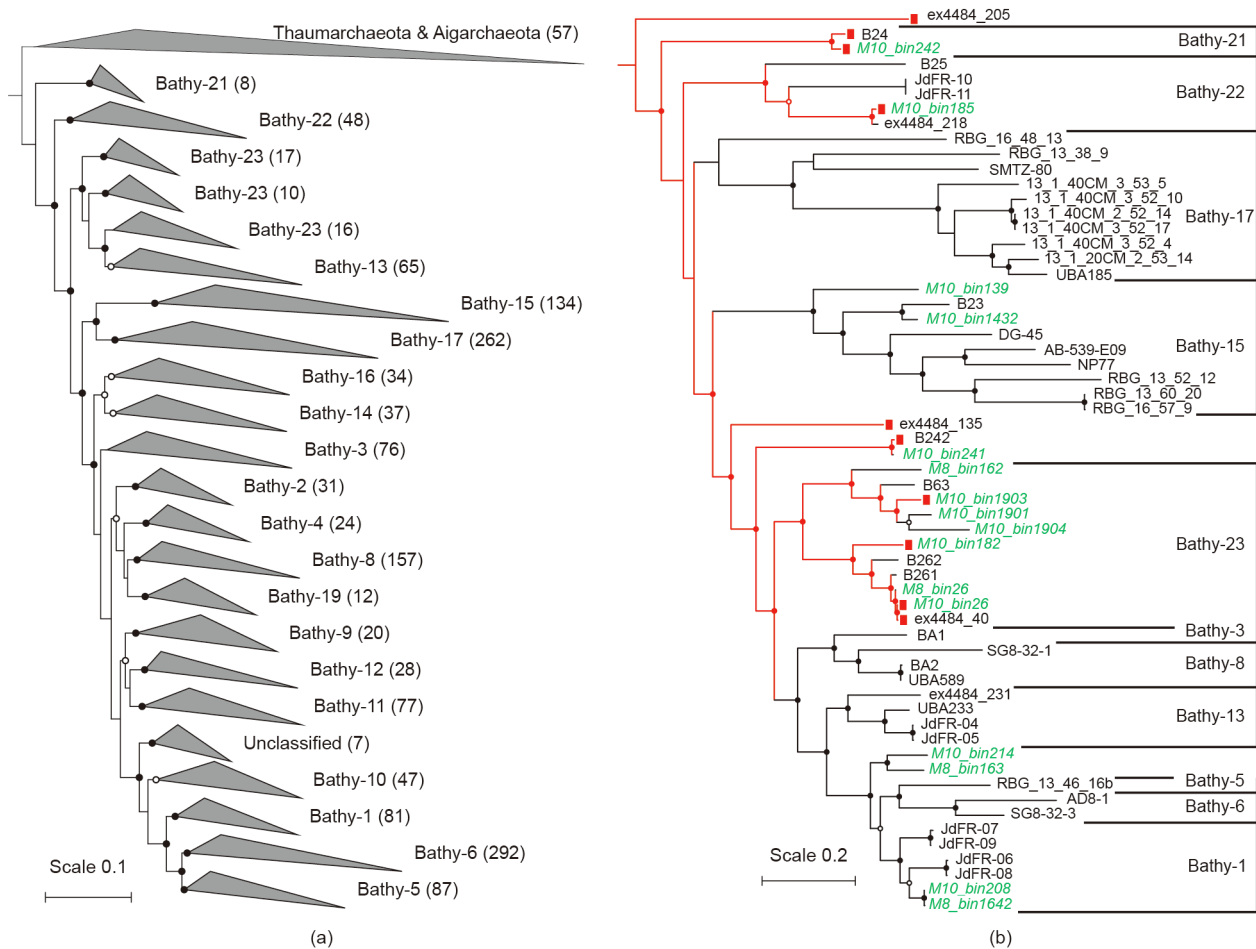 Thaumarchaeota & Aigarchaeota (57)
Bathy-21 (8)
Bathy-22 (48)
Bathy-23 (17)
Bathy-23 (10)
Bathy-23 (16)
Bathy-13 (65)
Bathy-15 (134)
Bathy-17 (262)
Bathy-16 (34)
Bathy-14 (37)
Bathy-3 (76)
Bathy-2 (31)
Bathy-4 (24)
Bathy-8 (157)
Bathy-19 (12)
Bathy-9 (20)
Bathy-12 (28)
Bathy-11 (77)
Unclassified (7)
Bathy-10 (47)
Bathy-1 (81)
Bathy-6 (292)
Bathy-5 (87)
Scale 0.1
(a)
ex4484_205
B24
M10_bin242
Bathy-21
B25
JdFR-10
JdFR-11
M10_bin185
ex4484_218
Bathy-22
RBG_16_48_13
RBG_13_38_9
SMTZ-80
13_1_40CM_3_53_5
13_1_40CM_3_52_10
13_1_40CM_2_52_14
13_1_40CM_3_52_17
13_1_40CM_3_52_4
13_1_20CM_2_53_14
UBA185
Bathy-17
M10_bin139
B23
M10_bin1432
DG-45
AB-539-E09
NP77
RBG_13_52_12
RBG_13_60_20
RBG_16_57_9
Bathy-15
ex4484_135
B242
M10_bin241
M8_bin162
B63
M10_bin1903
M10_bin1901
M10_bin1904
M10_bin182
B262
B261
M8_bin26
M10_bin26
ex4484_40
Bathy-23
BA1
Bathy-3
SG8-32-1
BA2
UBA589
Bathy-8
ex4484_231
UBA233
JdFR-04
JdFR-05
Bathy-13
M10_bin214
M8_bin163
RBG_13_46_16b
Bathy-5
AD8-1
SG8-32-3
Bathy-6
JdFR-07
JdFR-09
JdFR-06
JdFR-08
M10_bin208
M8_bin1642
Bathy-1
Scale 0.2
(b)